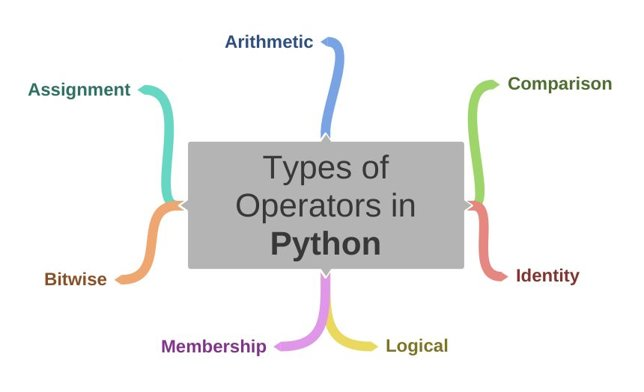 Arithmetic
Assignment
Comparison
Types of
Operators in
Python
Bitwise
Identity
Membership
Logical